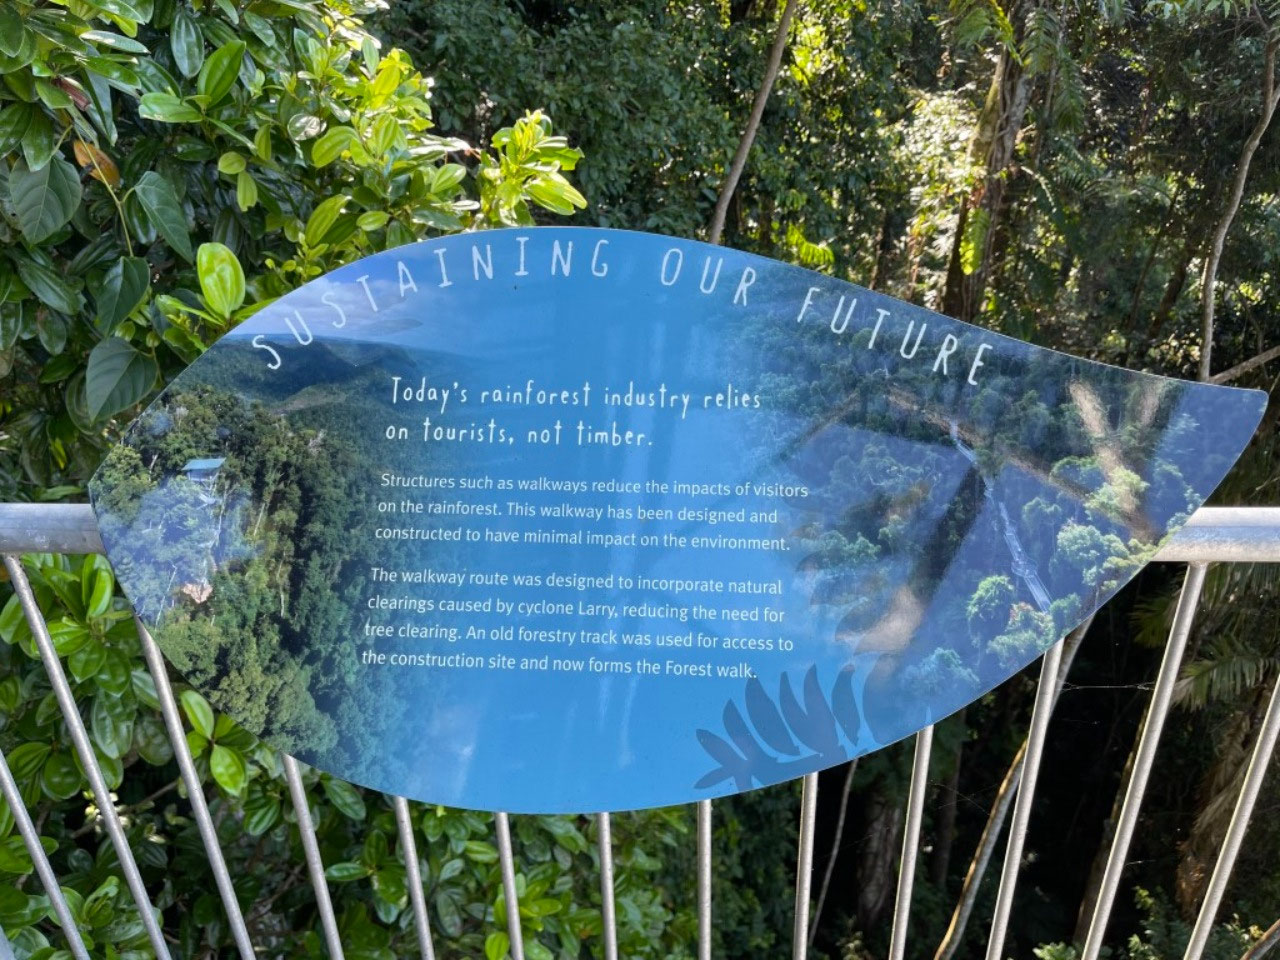 SUSTAINING OUR FUTURE
Today's rainforest industry relies
on tourists, not timber.
Structures such as walkways reduce the impacts of visitors
on the rainforest. This walkway has been designed and
constructed to have minimal impact on the environment.
The walkway route was designed to incorporate natural
clearings caused by cyclone Larry, reducing the need for
tree clearing. An old forestry track was used for access to
the construction site and now forms the Forest walk.